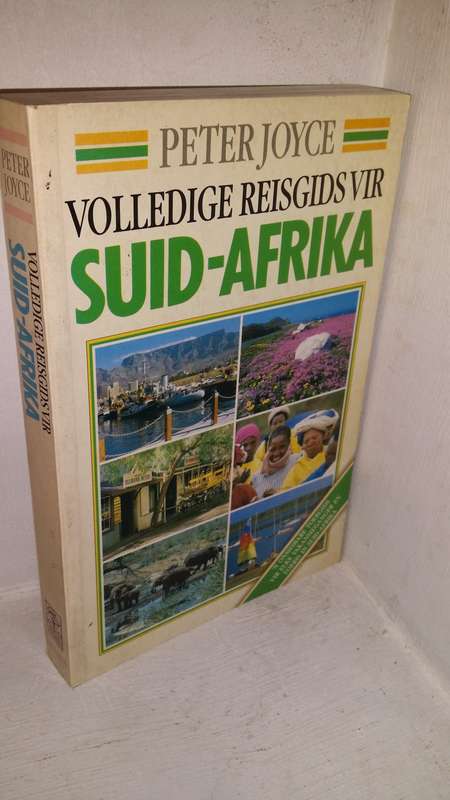 PETER JOYCE
VOLLEDIGE REISGIDS VIR
SUID-AFRIKA
PETER
JOYCE
VOLLEDIGE REISGIDS VIR
SUID-AFRIKA